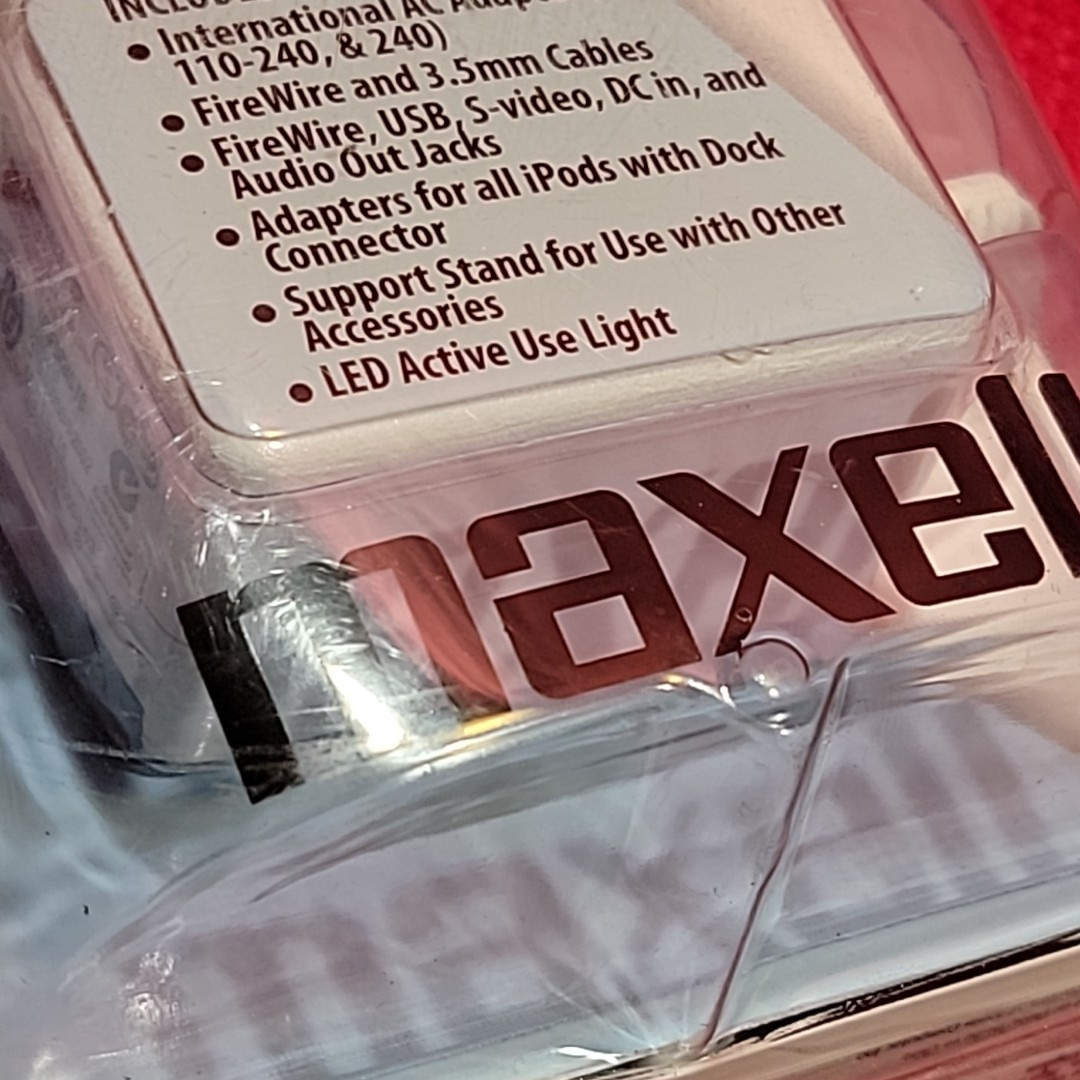 • International AC
110-240, & 240)
• FireWire and 3.5mm Cables
• FireWire, USB, S-video, DC in, and
Audio Out Jacks
• Adapters for all iPods with Dock
Connector
• Support Stand for Use with Other
Accessories
• LED Active Use Light
maxell